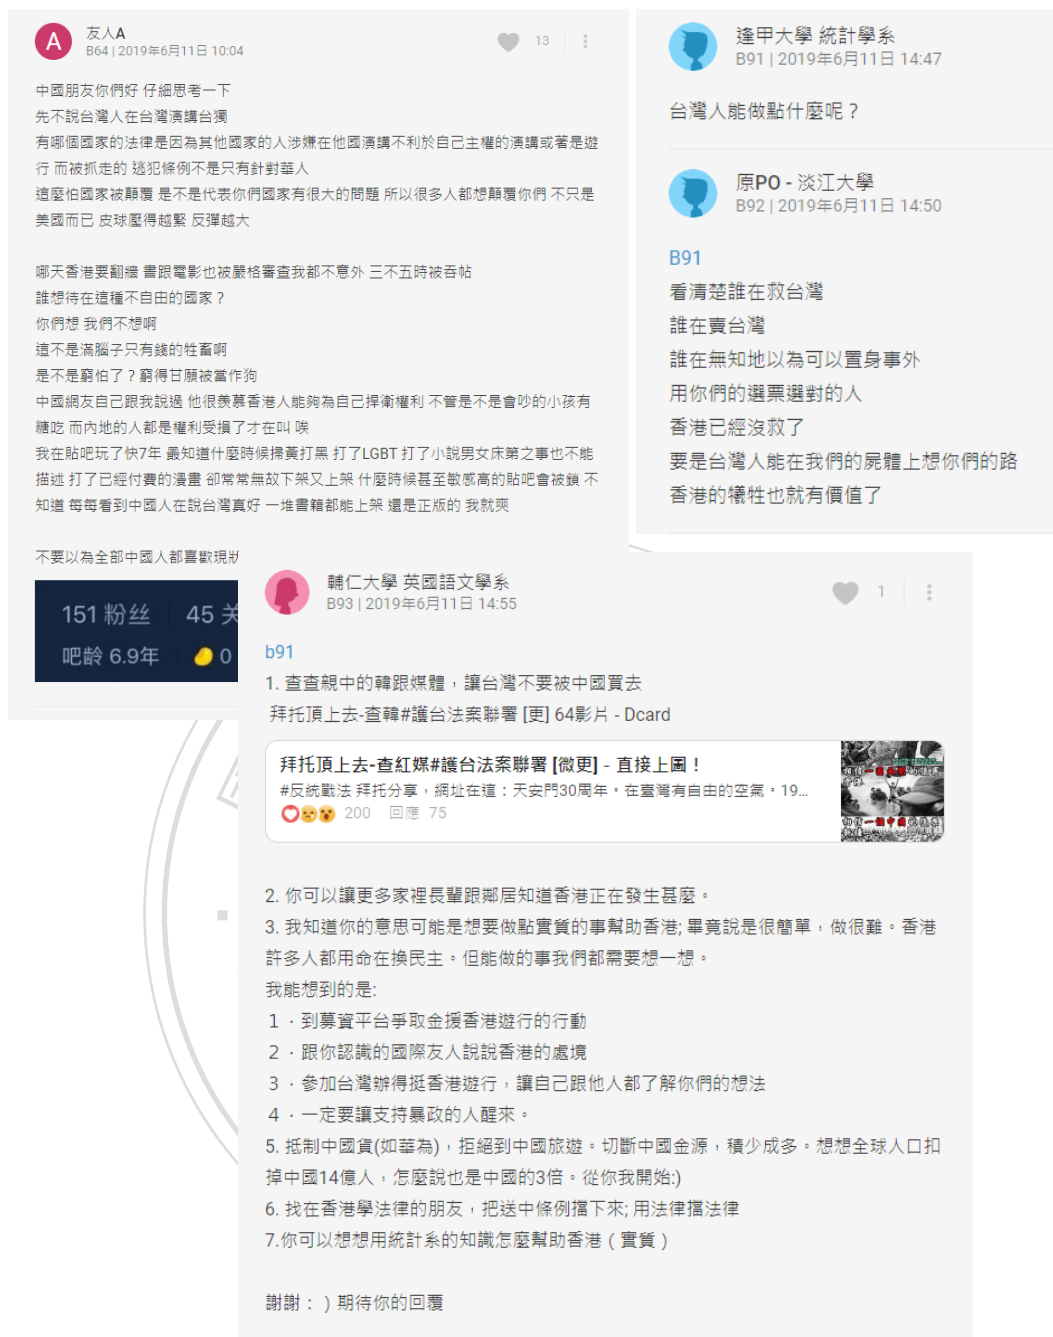 A
友人A
B64 | 2019年6月11日 10:04
13
中國朋友你們好 仔細思考一下
先不說台灣人在台灣演講台獨
有哪個國家的法律是因為其他國家的人涉嫌在他國演講不利於自己主權的演講或著是遊
行 而被抓走的 逃犯條例不是只有針對華人
這麼怕國家被顛覆 是不是代表你們國家有很大的問題 所以很多人都想顛覆你們 不只是
美國而已 皮球壓得越緊 反彈越大
哪天香港要翻牆 書跟電影也被嚴格審查我都不意外 三不五時被吞帖
誰想待在這種不自由的國家？
你們想 我們不想啊
這不是滿腦子只有錢的牲畜啊
是不是窮怕了？窮得甘願被當作狗
中國網友自己跟我說過 他很羨慕香港人能夠為自己捍衛權利 不管是不是會吵的小孩有
糖吃 而內地的人都是權利受損了才在叫 唉
我在貼吧玩了快7年 最知道什麼時候掃黃打黑 打了LGBT 打了小說男女床第之事也不能
描述 打了已經付費的漫畫 卻常常無故下架又上架 什麼時候甚至敏感高的貼吧會被鎖 不
知道 每每看到中國人在說台灣真好 一堆書籍都能上架 還是正版的 我就爽
不要以為全部中國人都喜歡現狀
151 粉丝 45 关
吧龄 6.9年 0
逢甲大學 統計學系
B91 | 2019年6月11日 14:47
台灣人能做點什麼呢？
原PO - 淡江大學
B92 | 2019年6月11日 14:50
B91
看清楚誰在救台灣
誰在賣台灣
誰在無知地以為可以置身事外
用你們的選票選對的人
香港已經沒救了
要是台灣人能在我們的屍體上想你們的路
香港的犧牲也就有價值了
輔仁大學 英國語文學系
B93 | 2019年6月11日 14:55
1
b91
1. 查查親中的韓跟媒體，讓台灣不要被中國買去
拜托頂上去-查韓#護台法案聯署 [更] 64影片 - Dcard
拜托頂上去-查紅媒#護台法案聯署 [微更] - 直接上圖！
#反統戰法 拜托分享，網址在這：天安門30周年。在臺灣有自由的空氣。19...
200 回應 75
2. 你可以讓更多家裡長輩跟鄰居知道香港正在發生甚麼。
3. 我知道你的意思可能是想要做點實質的事幫助香港; 畢竟說是很簡單，做很難。香港
許多人都用命在換民主。但能做的事我們都需要想一想。
我能想到的是:
１．到募資平台爭取金援香港遊行的行動
２．跟你認識的國際友人說說香港的處境
３．參加台灣辦得挺香港遊行，讓自己跟他人都了解你們的想法
４．一定要讓支持暴政的人醒來。
5. 抵制中國貨(如華為)，拒絕到中國旅遊。切斷中國金源，積少成多。想想全球人口扣
掉中國14億人，怎麼說也是中國的3倍。從你我開始:)
6. 找在香港學法律的朋友，把送中條例擋下來; 用法律擋法律
7.你可以想想用統計系的知識怎麼幫助香港（實質）
謝謝：）期待你的回覆